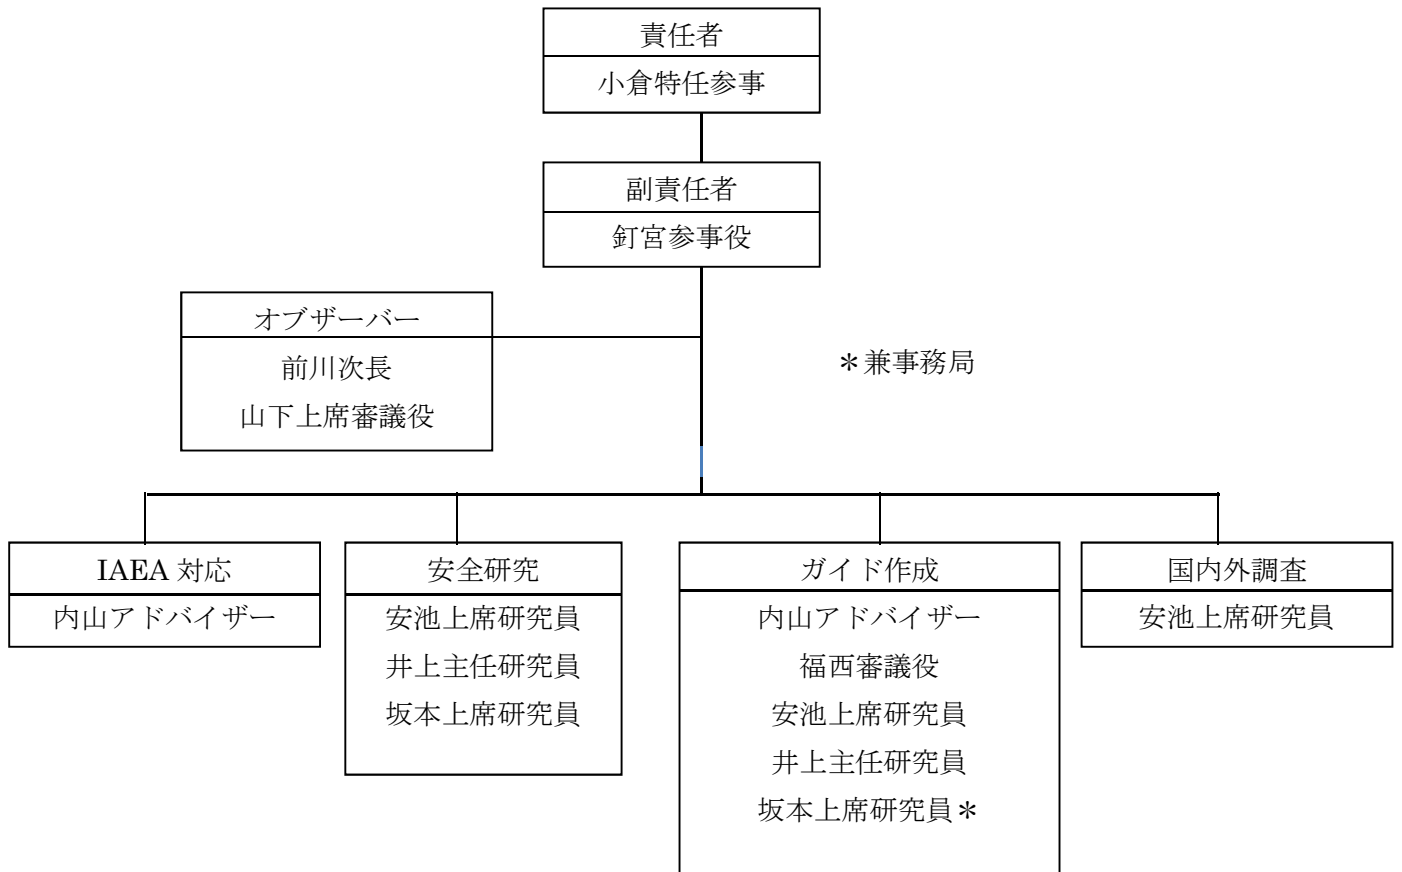 責任者
小倉特任参事
副責任者
釘宮参事役
オブザーバー
前川次長
山下上席審議役
＊兼事務局
IAEA 対応
内山アドバイザー
安全研究
安池上席研究員
井上主任研究員
坂本上席研究員
ガイド作成
内山アドバイザー
福西審議役
安池上席研究員
井上主任研究員
坂本上席研究員＊
国内外調査
安池上席研究員